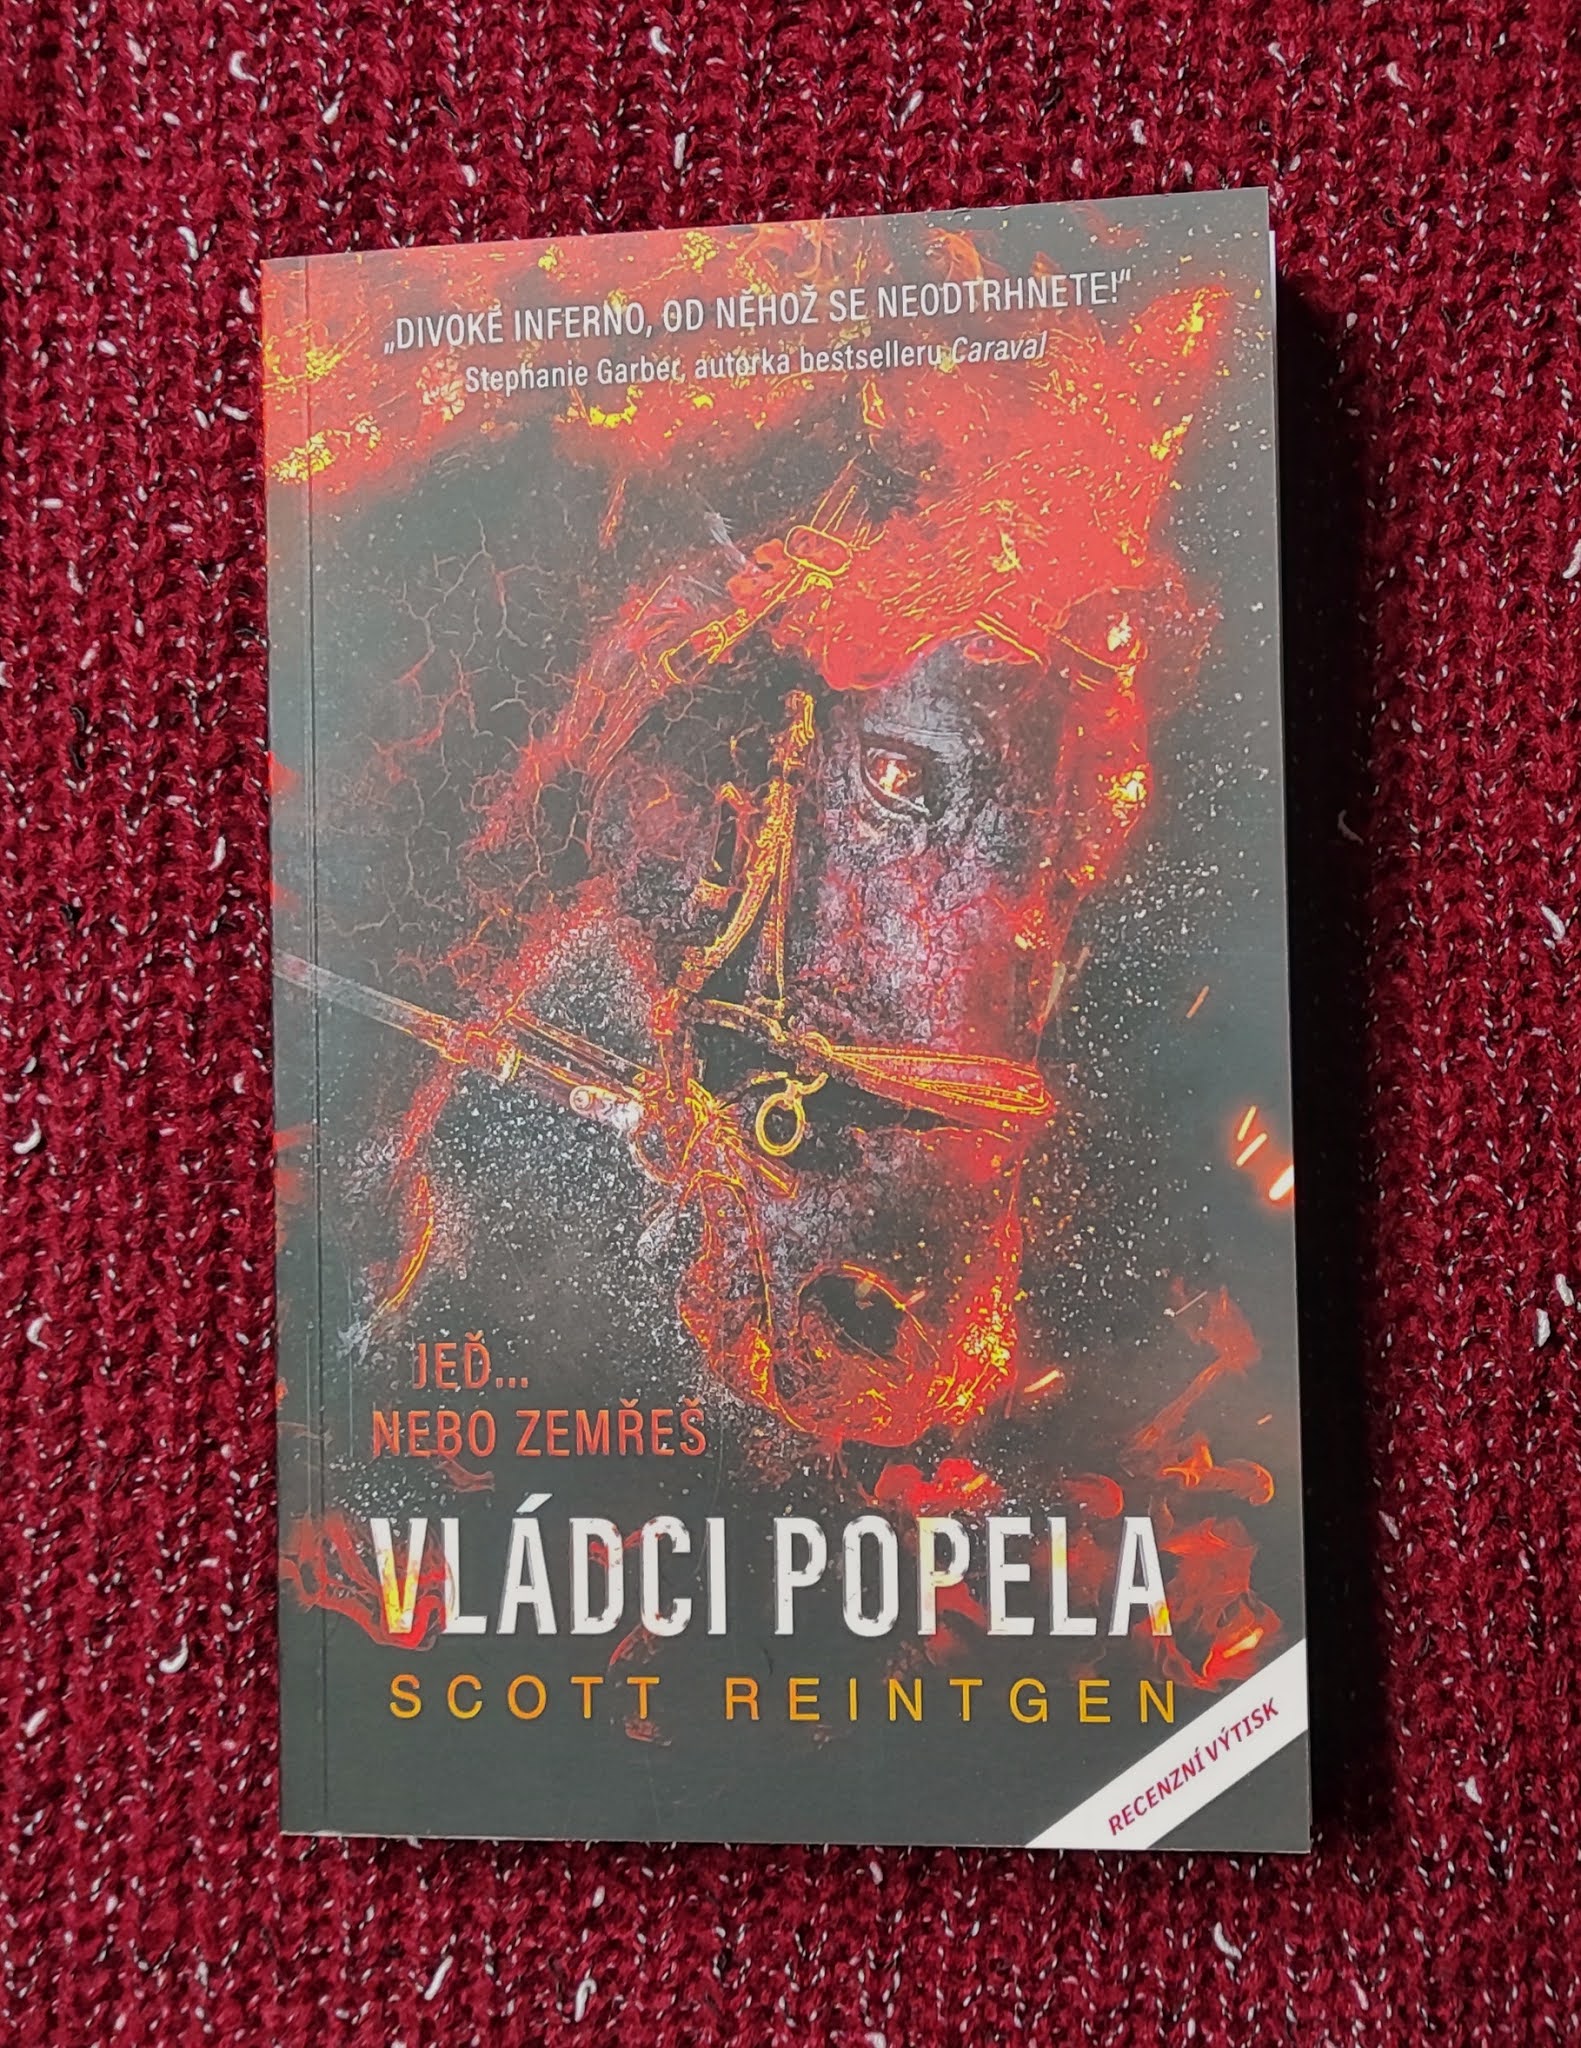 „DIVOKÉ INFERNO, OD NĚHOŽ SE NEODTRHNETE!“
Stephanie Garber, autorka bestselleru Caraval
JEĎ...
NEBO ZEMŘEŠ
VLÁDCI POPELA
SCOTT REINTGEN
RECENZNÍ VÝTISK